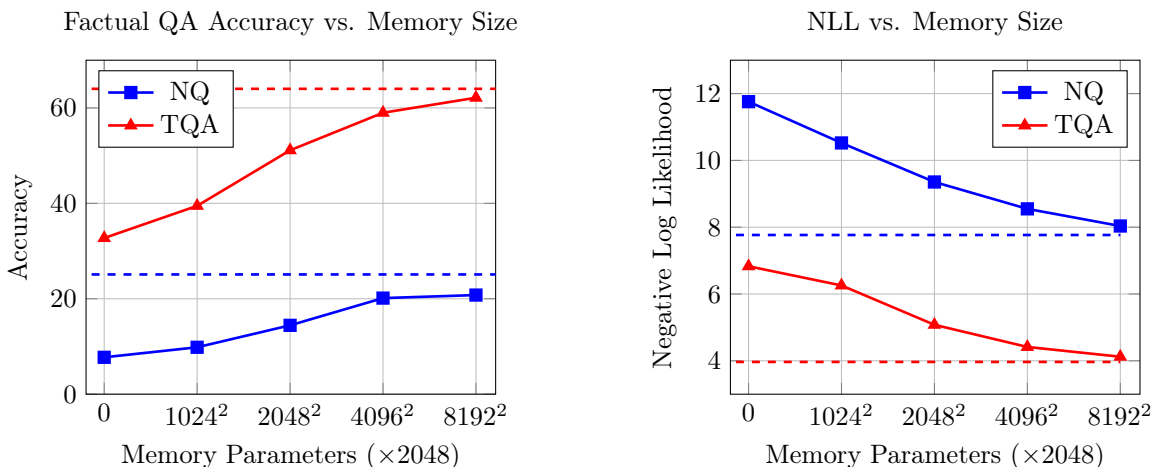 Factual QA Accuracy vs. Memory Size
NQ
TQA
60
40
20
0
Accuracy
0 1024² 2048² 4096² 8192²
Memory Parameters (×2048)
NLL vs. Memory Size
NQ
TQA
12
10
8
6
4
Negative Log Likelihood
0 1024² 2048² 4096² 8192²
Memory Parameters (×2048)